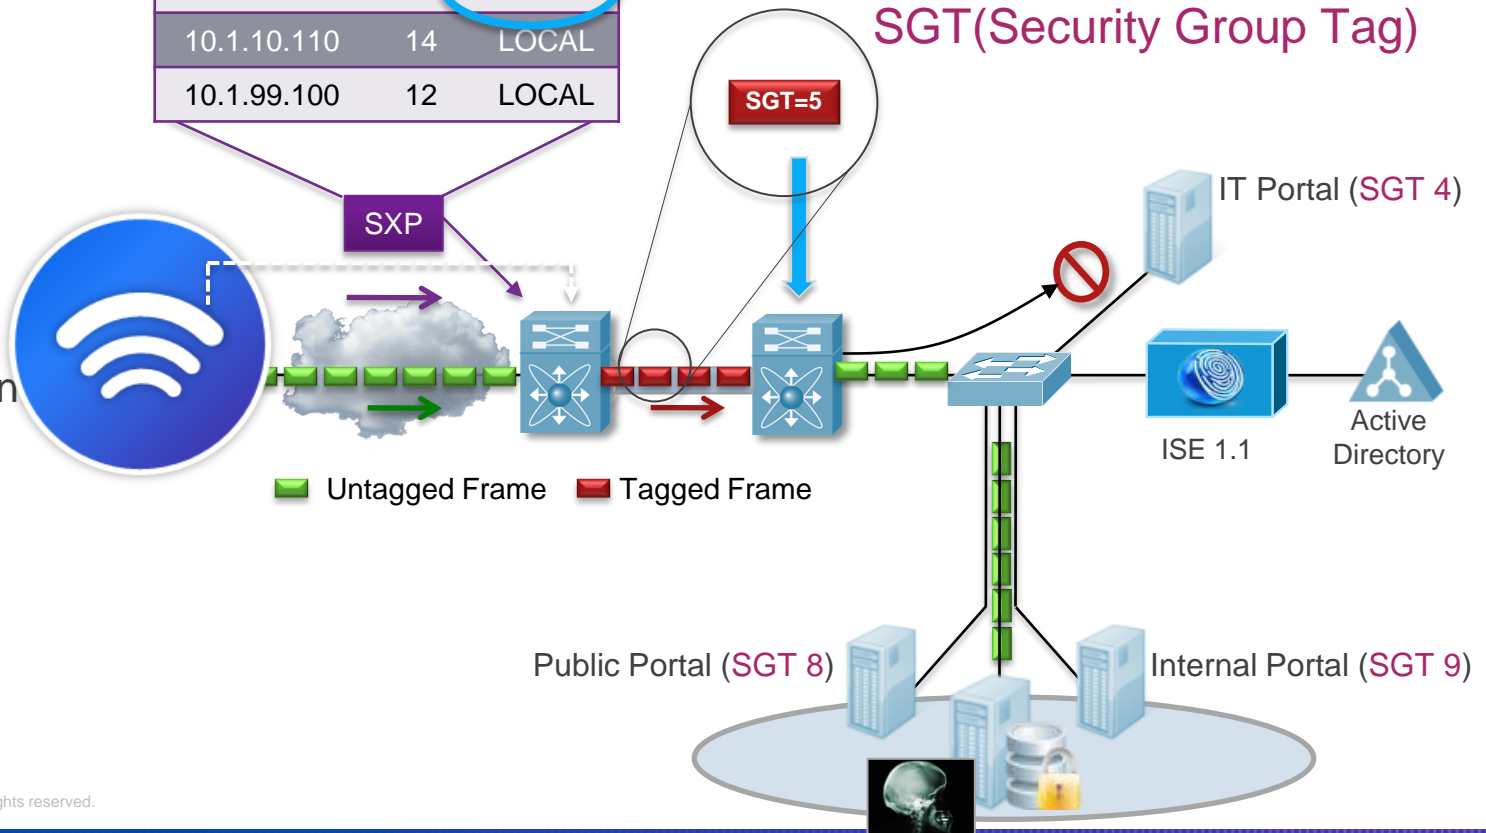 SGT(Security Group Tag)
10.1.10.110 14 LOCAL
10.1.99.100 12 LOCAL
SGT=5
SXP
IT Portal (SGT 4)
ISE 1.1
Active
Directory
Untagged Frame
Tagged Frame
Public Portal (SGT 8)
Internal Portal (SGT 9)
reserved.